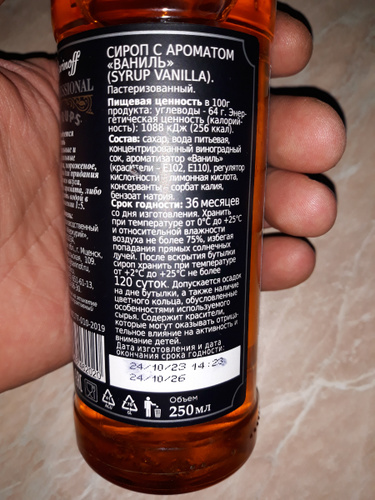 СИРОП С АРОМАТОМ
«ВАНИЛЬ»
(SYRUP VANILLA).
Пастеризованный.
Пищевая ценность в 100г
продукта: углеводы - 64 г. Энер-
гетическая ценность (калорий-
ность): 1088 кДж (256 ккал).
Состав: сахар, вода питьевая,
концентрированный виноградный
сок, ароматизатор «Ваниль»
(красители – Е102, Е110), регулятор
кислотности – лимонная кислота,
консерванты – сорбат калия,
бензоат натрия.
Срок годности: 36 месяцев
со дня изготовления. Хранить
при температуре от 0°С до +25°С
и относительной влажности
воздуха не более 75%, избегая
попадания прямых солнечных
лучей. После вскрытия бутылки
сироп хранить при температуре
от +2°С до +25°С не более
120 суток. Допускается осадок
на дне бутылки, а также наличие
цветного кольца, обусловленные
особенностями используемого
сырья. Содержит красители,
которые могут оказывать отрица-
тельное влияние на активность и
внимание детей.
Дата изготовления и дата
окончания срока годности:
24/10/23 14:23
24/10/26
Объем
250мл